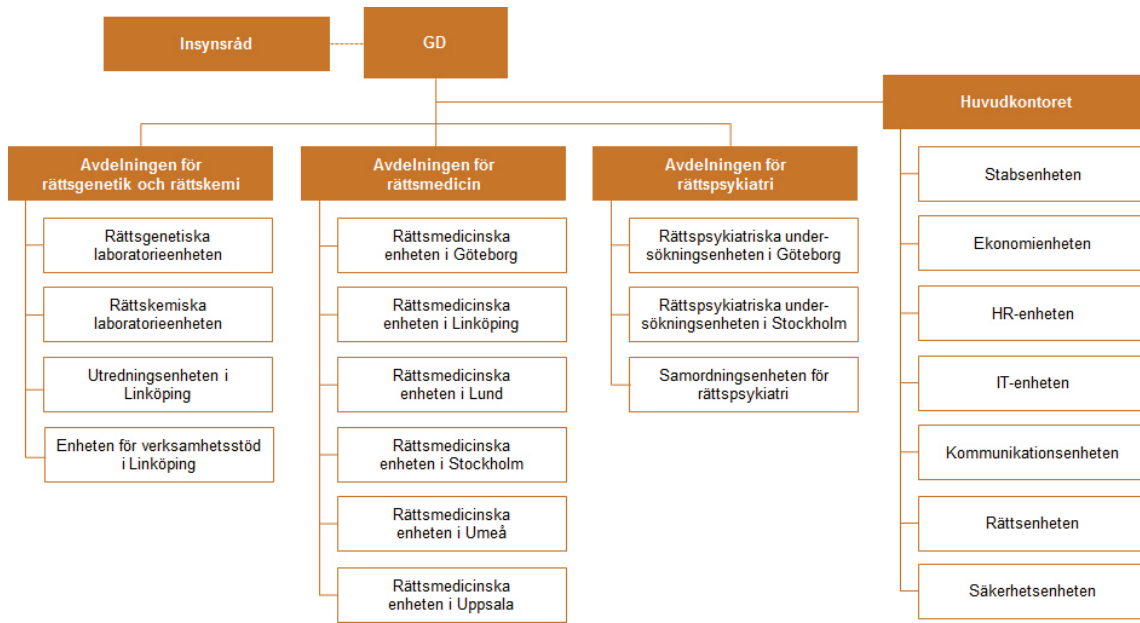 Insynsråd
GD
Huvudkontoret
Avdelningen för
rättsgenetik och rättskemi
Rättsgenetiska
laboratorieenheten
Rättskemiska
laboratorieenheten
Utredningsenheten i
Linköping
Enheten för verksamhetsstöd
i Linköping
Avdelningen för
rättsmedicin
Rättsmedicinska
enheten i Göteborg
Rättsmedicinska
enheten i Linköping
Rättsmedicinska
enheten i Lund
Rättsmedicinska
enheten i Stockholm
Rättsmedicinska
enheten i Umeå
Rättsmedicinska
enheten i Uppsala
Avdelningen för
rättspsykiatri
Rättspsykiatriska under-
sökningsenheten i Göteborg
Rättspsykiatriska under-
sökningsenheten i Stockholm
Samordningsenheten för
rättspsykiatri
Stabsenheten
Ekonomienheten
HR-enheten
IT-enheten
Kommunikationsenheten
Rättsenheten
Säkerhetsenheten